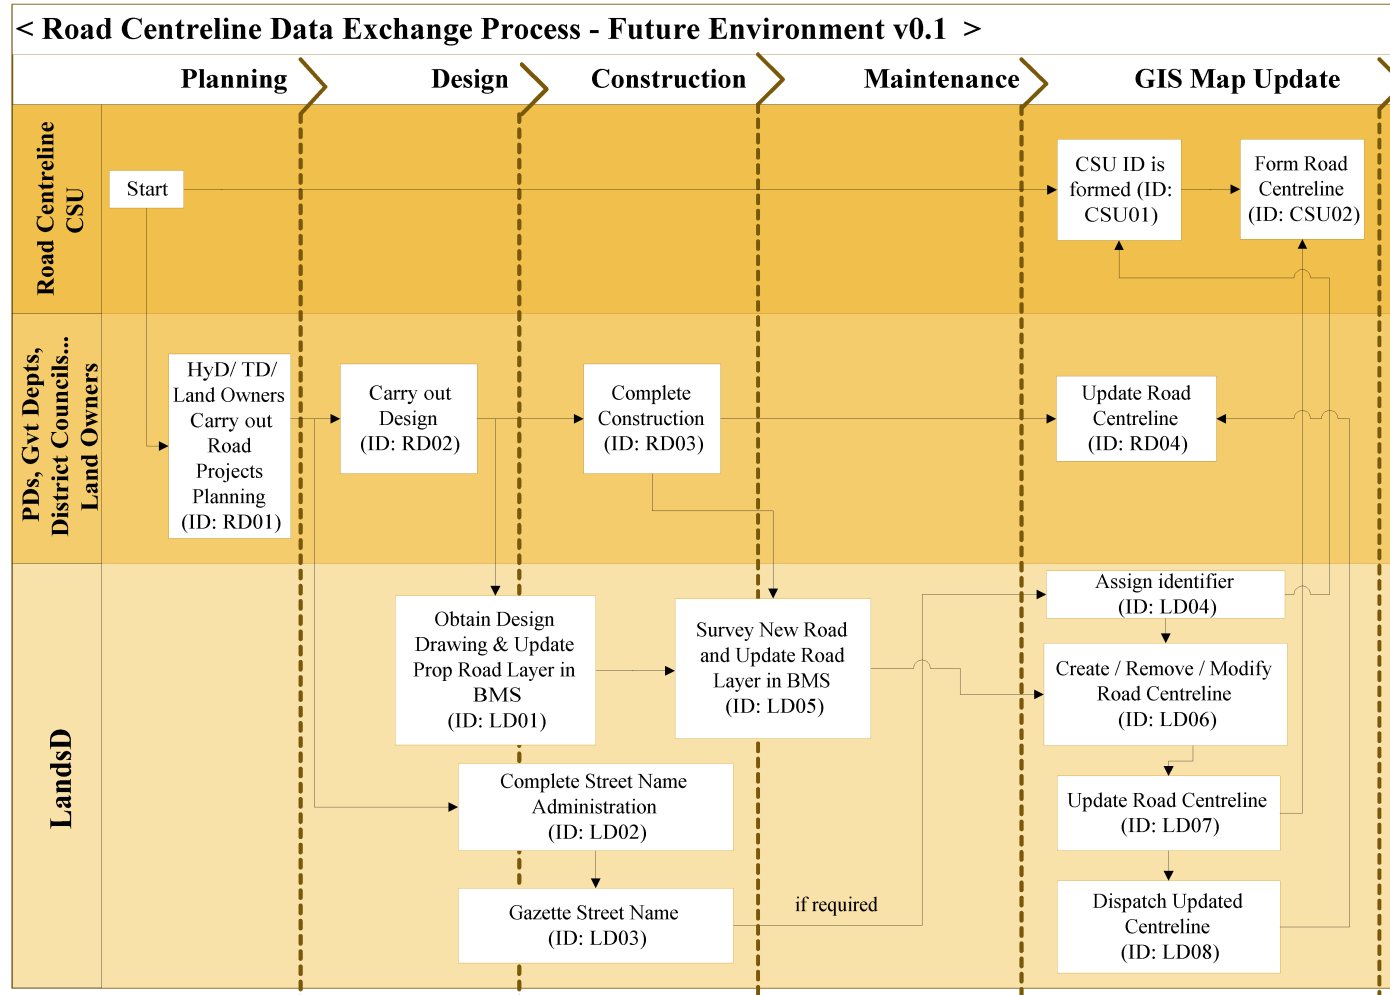 < Road Centreline Data Exchange Process - Future Environment v0.1 >
Planning
Design
Construction
Maintenance
GIS Map Update
Road Centreline
CSU
Start
CSU ID is
formed (ID:
CSU01)
Form Road
Centreline
(ID: CSU02)
PDs, Gvt Depts,
District Councils...
Land Owners
HyD/ TD/
Land Owners
Carry out
Road
Projects
Planning
(ID: RD01)
Carry out
Design
(ID: RD02)
Complete
Construction
(ID: RD03)
Update Road
Centreline
(ID: RD04)
LandsD
Obtain Design
Drawing & Update
Prop Road Layer in
BMS
(ID: LD01)
Survey New Road
and Update Road
Layer in BMS
(ID: LD05)
Assign identifier
(ID: LD04)
Create / Remove / Modify
Road Centreline
(ID: LD06)
Complete Street Name
Administration
(ID: LD02)
Update Road Centreline
(ID: LD07)
Gazette Street Name
(ID: LD03)
if required
Dispatch Updated
Centreline
(ID: LD08)